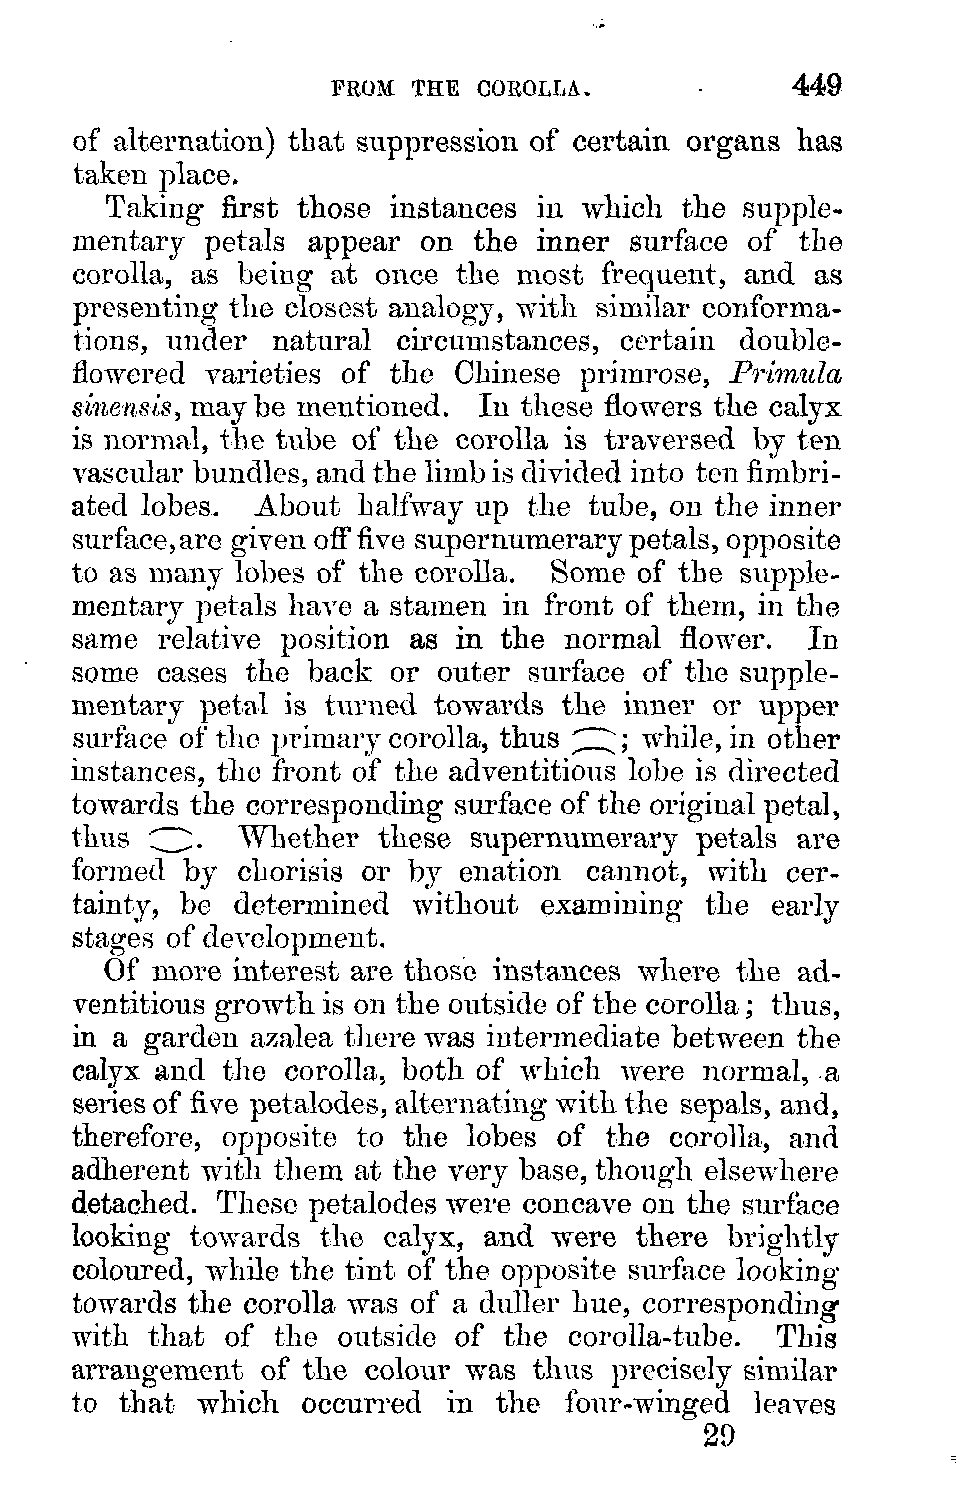 FROM THE COROLLA. 449
of alternation) that suppression of certain organs has
taken place.
Taking first those instances in which the supple-
mentary petals appear on the inner surface of the
corolla, as being at once the most frequent, and as
presenting the closest analogy, with similar conforma-
tions, under natural circumstances, certain double-
flowered varieties of the Chinese primrose, Primula
sinensis, may be mentioned. In these flowers the calyx
is normal, the tube of the corolla is traversed by ten
vascular bundles, and the limb is divided into ten fimbri-
ated lobes. About halfway up the tube, on the inner
surface, are given off five supernumerary petals, opposite
to as many lobes of the corolla. Some of the supple-
mentary petals have a stamen in front of them, in the
same relative position as in the normal flower. In
some cases the back or outer surface of the supple-
mentary petal is turned towards the inner or upper
surface of the primary corolla, thus ; while, in other
instances, the front of the adventitious lobe is directed
towards the corresponding surface of the original petal,
thus . Whether these supernumerary petals are
formed by chorisis or by enation cannot, with cer-
tainty, be determined without examining the early
stages of development.
Of more interest are those instances where the ad-
ventitious growth is on the outside of the corolla; thus,
in a garden azalea there was intermediate between the
calyx and the corolla, both of which were normal, a
series of five petalodes, alternating with the sepals, and,
therefore, opposite to the lobes of the corolla, and
adherent with them at the very base, though elsewhere
detached. These petalodes were concave on the surface
looking towards the calyx, and were there brightly
coloured, while the tint of the opposite surface looking
towards the corolla was of a duller hue, corresponding
with that of the outside of the corolla-tube. This
arrangement of the colour was thus precisely similar
to that which occurred in the four-winged leaves
29